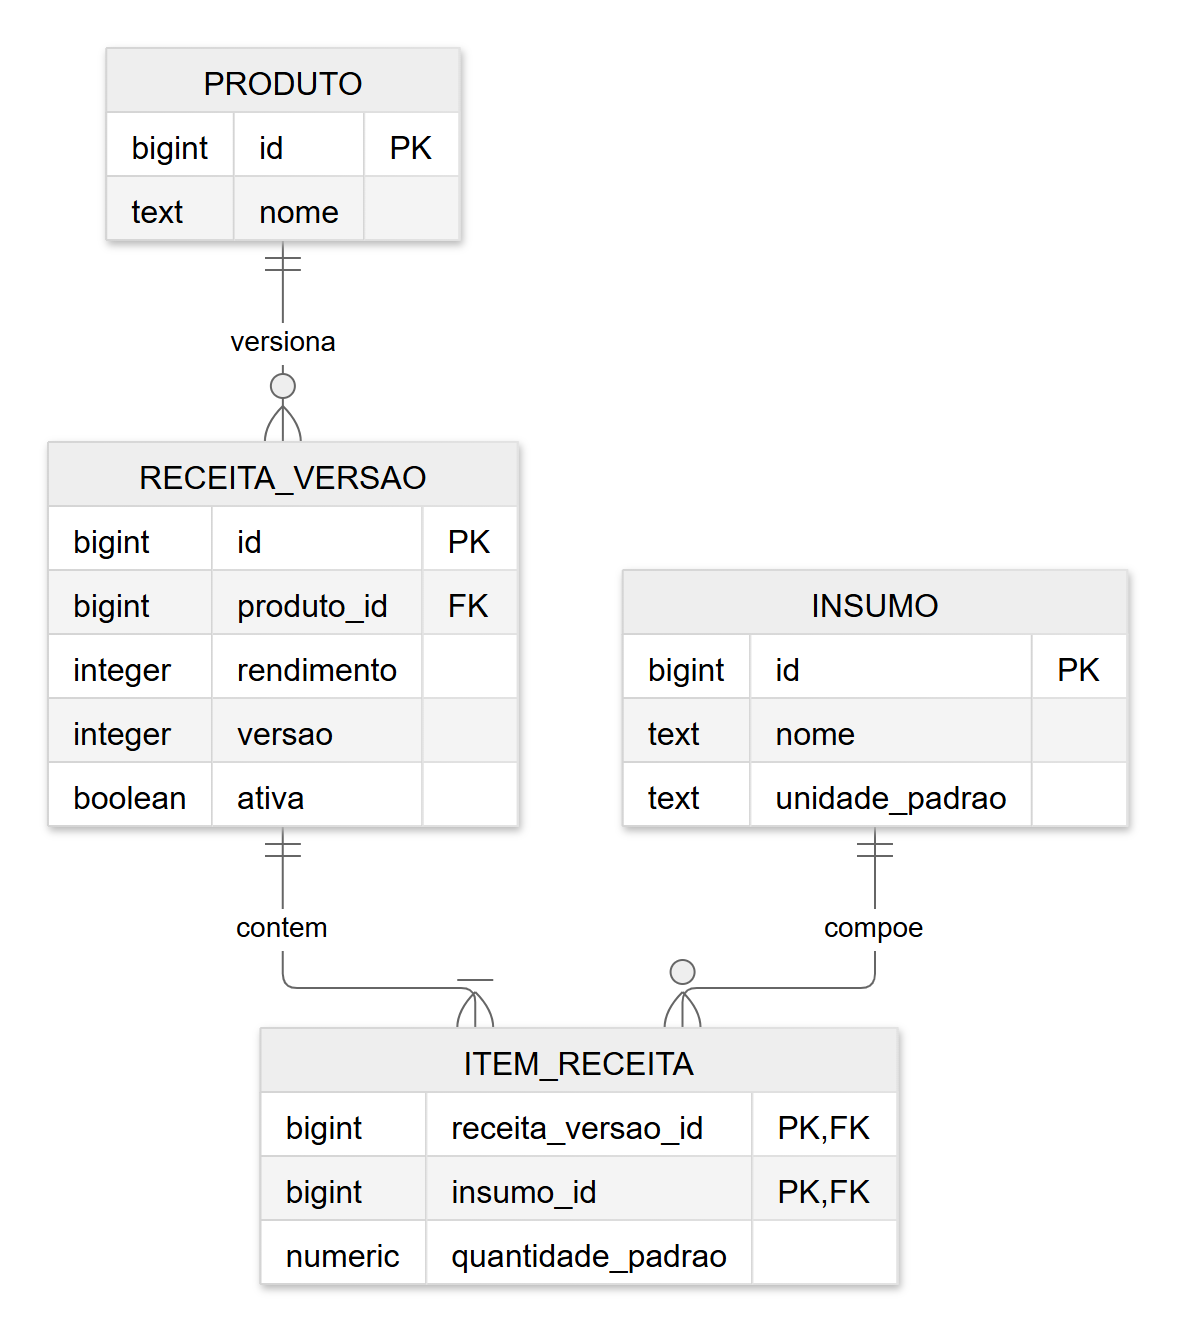 PRODUTO
bigint id PK
text nome
versiona
RECEITA_VERSAO
bigint id PK
bigint produto_id FK
integer rendimento
integer versao
boolean ativa
INSUMO
bigint id PK
text nome
text unidade_padrao
contem
compoe
ITEM_RECEITA
bigint receita_versao_id PK,FK
bigint insumo_id PK,FK
numeric quantidade_padrao